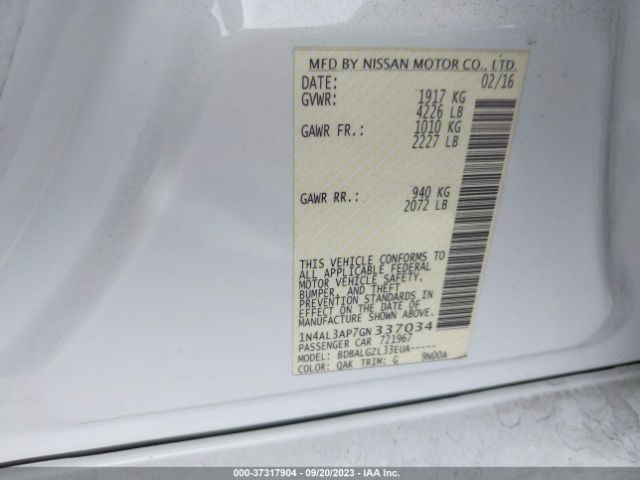 MFD BY NISSAN MOTOR CO., LTD.
DATE: 02/16
GVWR: 1917 KG
4226 LB
GAWR FR.: 1010 KG
2227 LB
GAWR RR.: 940 KG
2072 LB
THIS VEHICLE CONFORMS TO
ALL APPLICABLE FEDERAL
MOTOR VEHICLE SAFETY,
BUMPER, AND THEFT
PREVENTION STANDARDS IN
EFFECT ON THE DATE OF
MANUFACTURE SHOWN ABOVE.
1N4AL3AP7GN337034
PASSENGER CAR 721967
MODEL: BDBALGZL33EUA-----
COLOR: QAK TRIM: G 9N00A
000-37317904 - 09/20/2023 - IAA Inc.